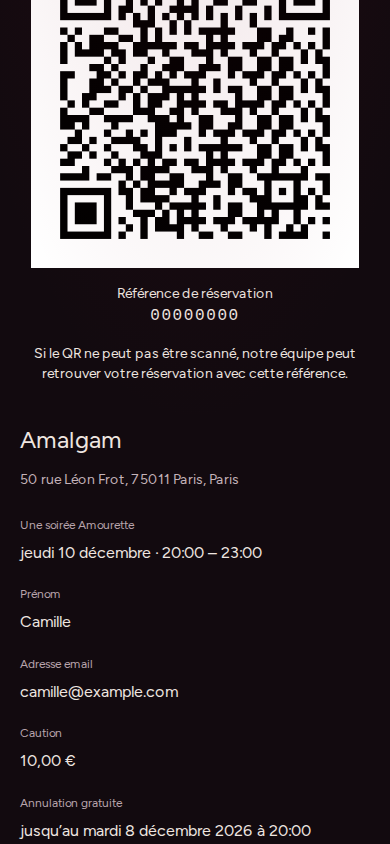 Référence de réservation
00000000
Si le QR ne peut pas être scanné, notre équipe peut
retrouver votre réservation avec cette référence.
Amalgam
50 rue Léon Frot, 75011 Paris, Paris
Une soirée Amourette
jeudi 10 décembre · 20:00 – 23:00
Prénom
Camille
Adresse email
camille@example.com
Caution
10,00 €
Annulation gratuite
jusqu’au mardi 8 décembre 2026 à 20:00